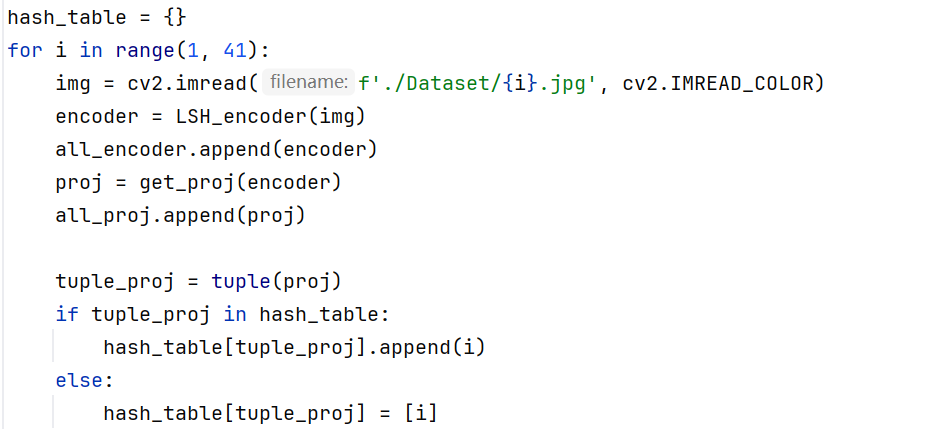 hash_table = {}
for i in range(1, 41):
    img = cv2.imread( filename: f'./Dataset/{i}.jpg', cv2.IMREAD_COLOR)
    encoder = LSH_encoder(img)
    all_encoder.append(encoder)
    proj = get_proj(encoder)
    all_proj.append(proj)

    tuple_proj = tuple(proj)
    if tuple_proj in hash_table:
        hash_table[tuple_proj].append(i)
    else:
        hash_table[tuple_proj] = [i]